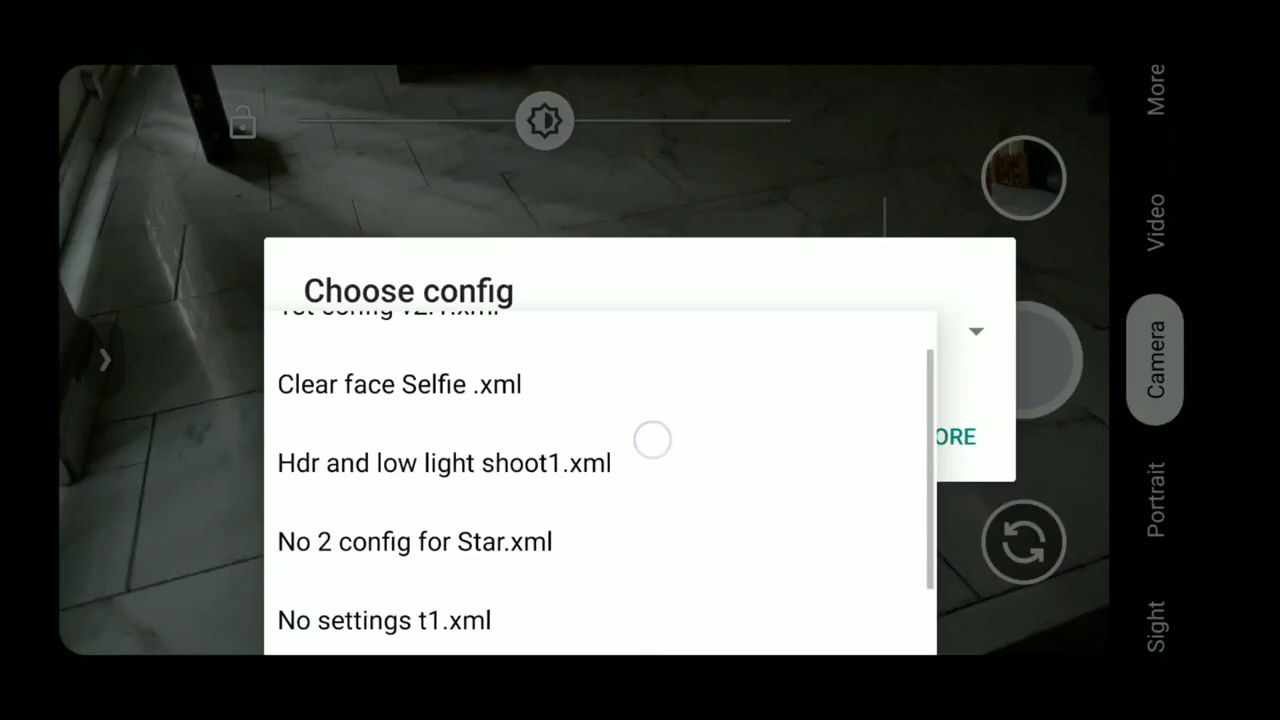 Choose config
Clear face Selfie .xml
Hdr and low light shoot1.xml
ORE
No 2 config for Star.xml
No settings t1.xml
More
Video
Camera
Portrait
Sight